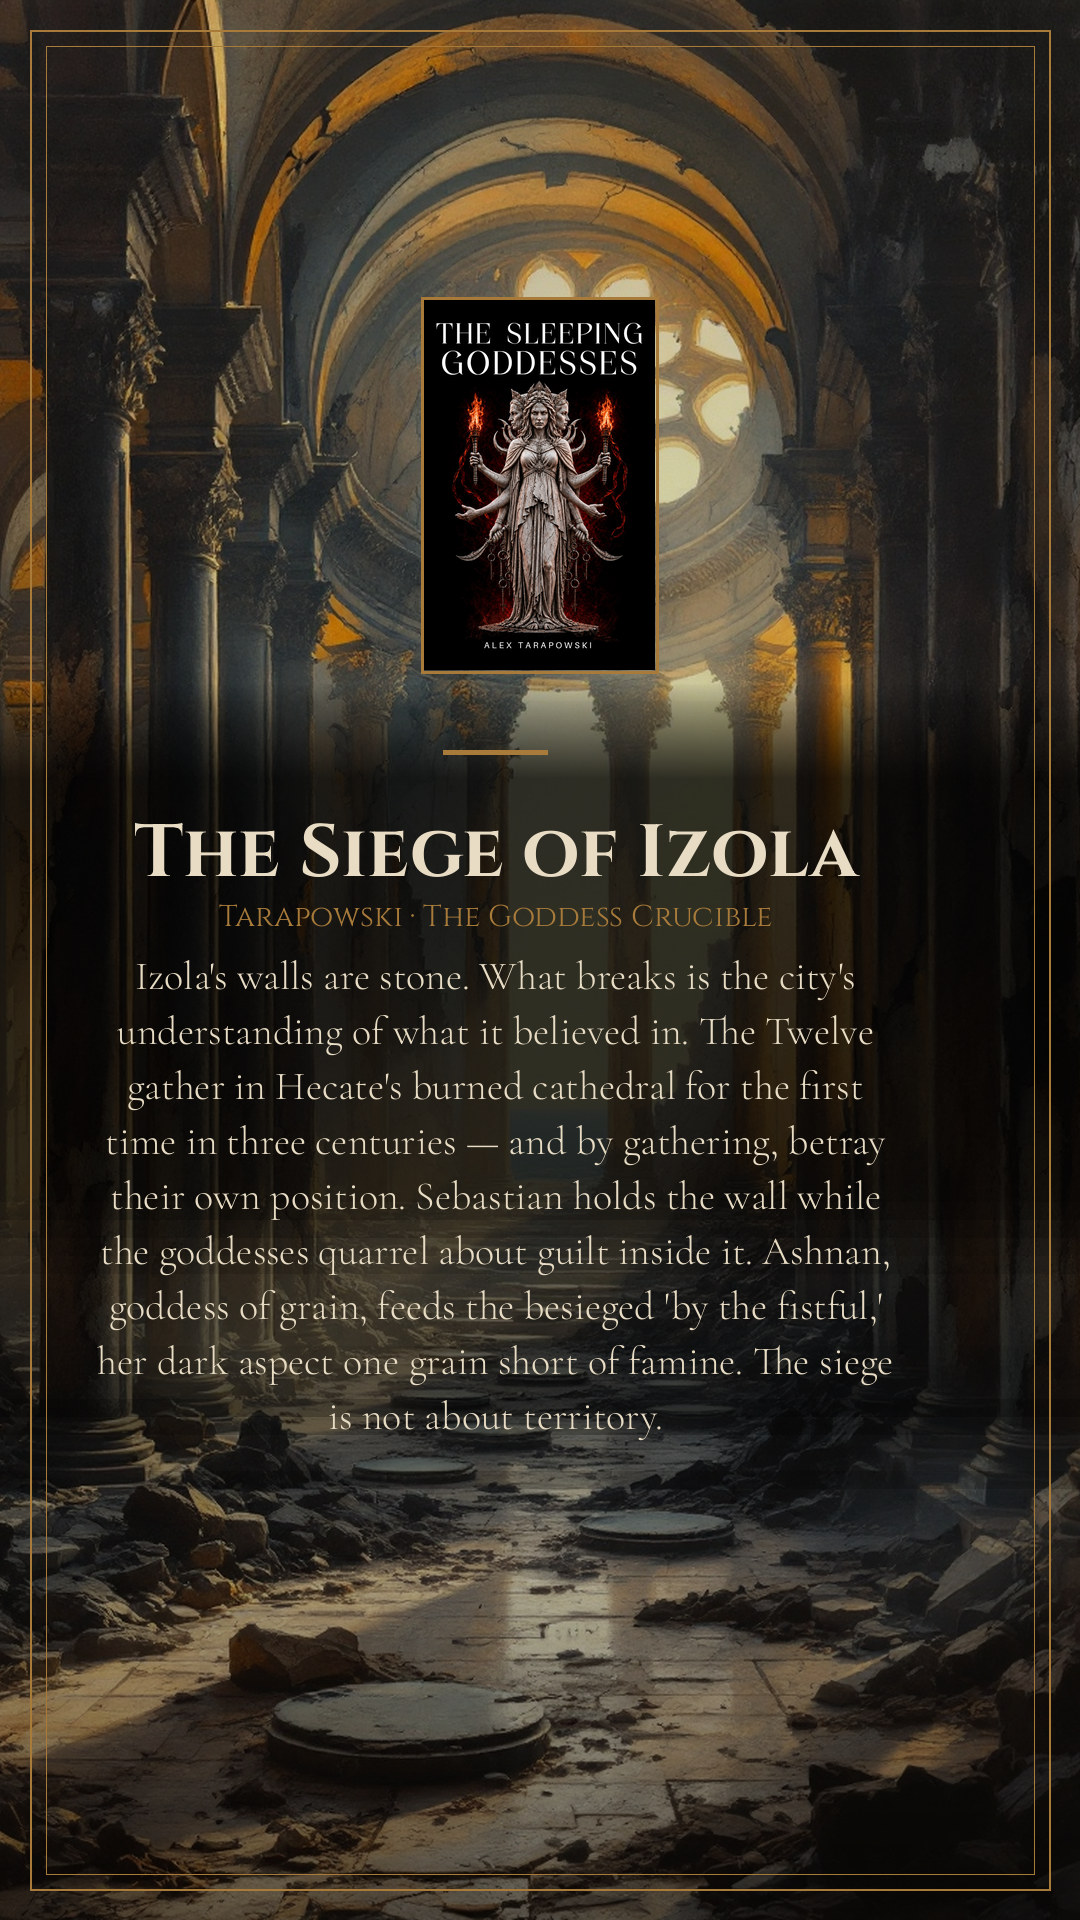 THE SLEEPING
GODDESSES
ALEX TARAPOWSKI
The Siege of Izola
Tarapowski · The Goddess Crucible
Izola's walls are stone. What breaks is the city's
understanding of what it believed in. The Twelve
gather in Hecate's burned cathedral for the first
time in three centuries — and by gathering, betray
their own position. Sebastian holds the wall while
the goddesses quarrel about guilt inside it. Ashnan,
goddess of grain, feeds the besieged 'by the fistful,'
her dark aspect one grain short of famine. The siege
is not about territory.